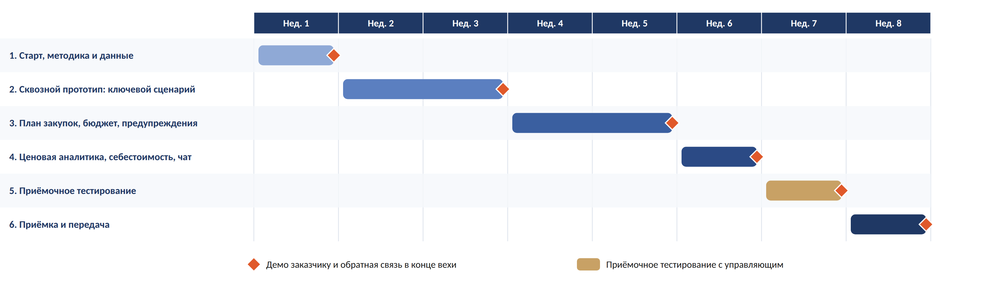 Нед. 1
Нед. 2
Нед. 3
Нед. 4
Нед. 5
Нед. 6
Нед. 7
Нед. 8
1. Старт, методика и данные
2. Сквозной прототип: ключевой сценарий
3. План закупок, бюджет, предупреждения
4. Ценовая аналитика, себестоимость, чат
5. Приёмочное тестирование
6. Приёмка и передача
Демо заказчику и обратная связь в конце вехи
Приёмочное тестирование с управляющим